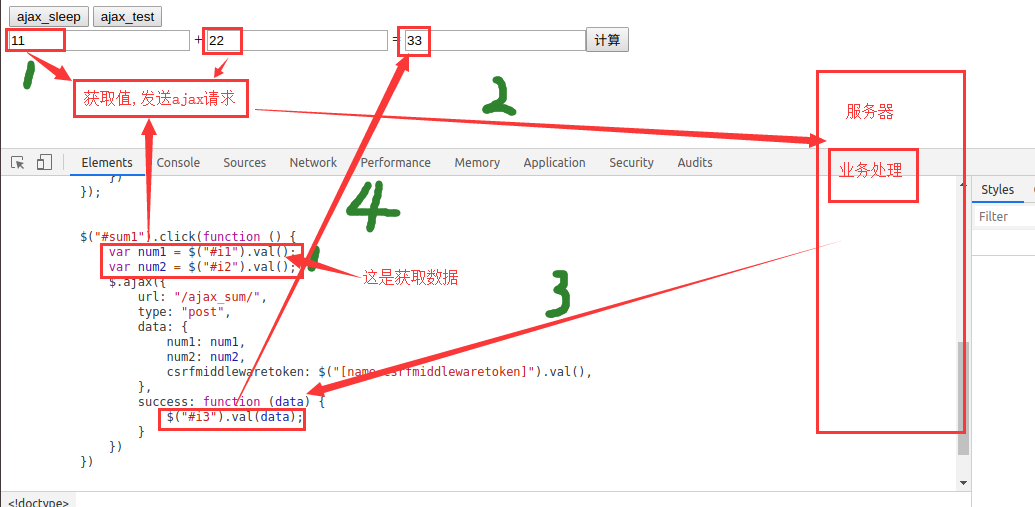 ajax_sleep ajax_test
11 + 22 = 33 计算
1
获取值,发送ajax请求
2
服务器
业务处理
Elements Console Sources Network Performance Memory Application Security Audits
})
});
Styles
Filter
4
$("#sum1").click(function () {
var num1 = $("#i1").val();
var num2 = $("#i2").val();
这是获取数据
3
$.ajax({
url: "/ajax_sum/",
type: "post",
data: {
num1: num1,
num2: num2,
csrfmiddlewaretoken: $("[name=csrfmiddlewaretoken]").val(),
},
success: function (data) {
$("#i3").val(data);
}
})
})
<!doctype>